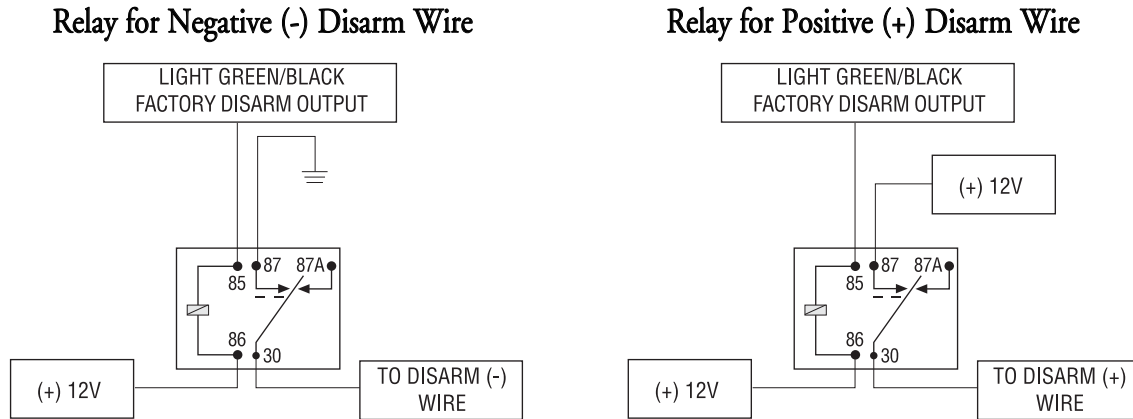 Relay for Negative (-) Disarm Wire
LIGHT GREEN/BLACK
FACTORY DISARM OUTPUT
87
87A
85
86
30
(+) 12V
TO DISARM (-)
WIRE
Relay for Positive (+) Disarm Wire
LIGHT GREEN/BLACK
FACTORY DISARM OUTPUT
(+) 12V
87
87A
85
86
30
(+) 12V
TO DISARM (+)
WIRE